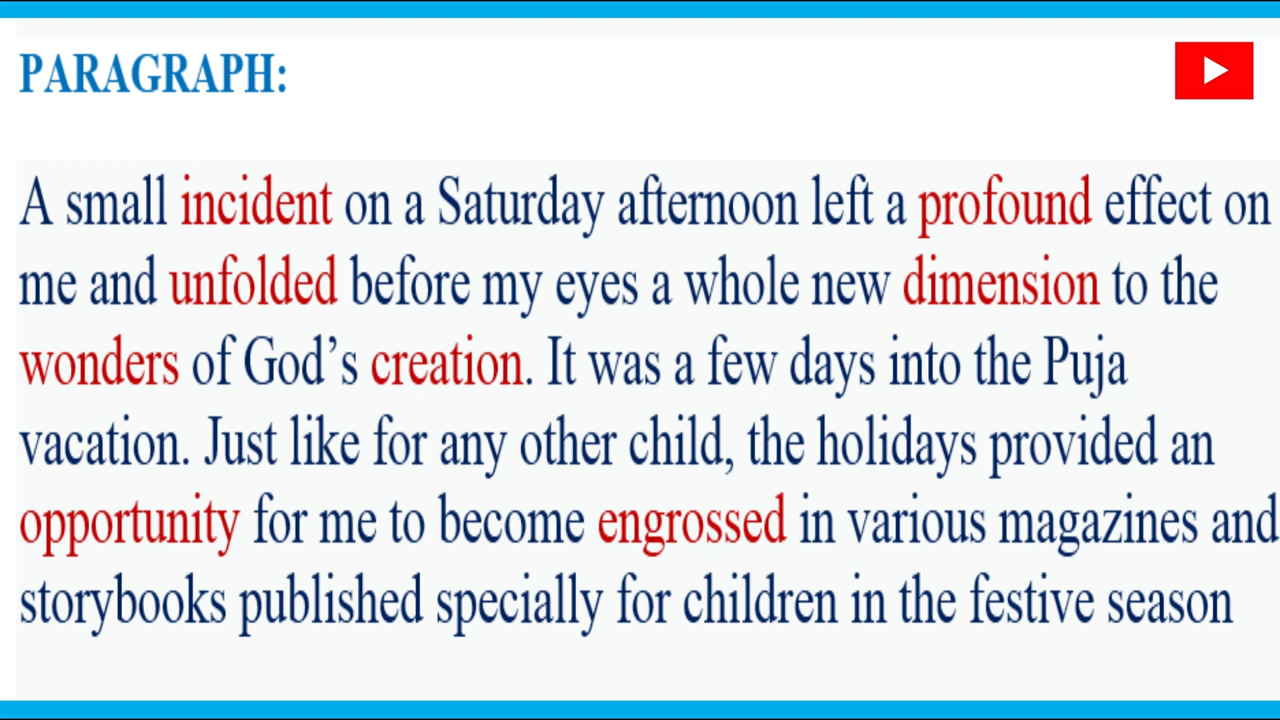 PARAGRAPH:
A small incident on a Saturday afternoon left a profound effect on
me and unfolded before my eyes a whole new dimension to the
wonders of God’s creation. It was a few days into the Puja
vacation. Just like for any other child, the holidays provided an
opportunity for me to become engrossed in various magazines and
storybooks published specially for children in the festive season